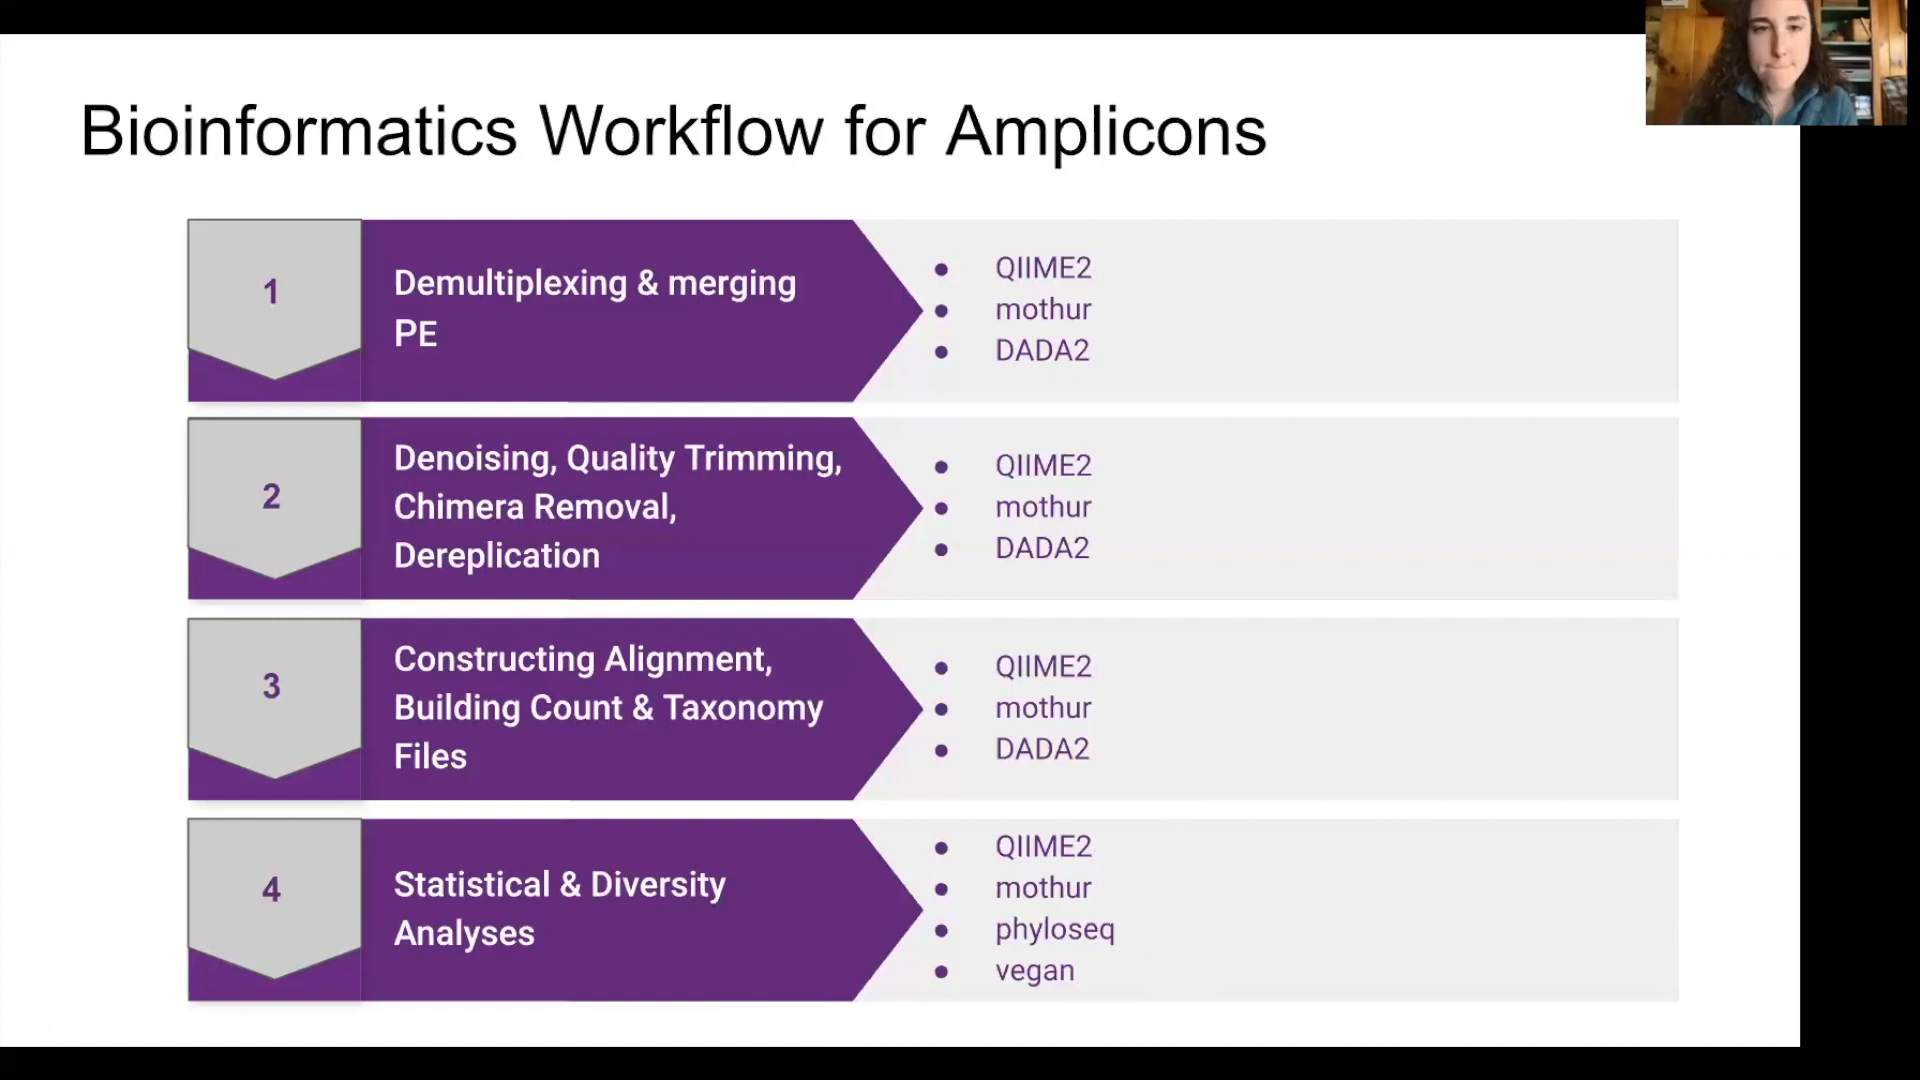 Bioinformatics Workflow for Amplicons
1
Demultiplexing & merging
PE
● QIIME2
● mothur
● DADA2
2
Denoising, Quality Trimming,
Chimera Removal,
Dereplication
● QIIME2
● mothur
● DADA2
3
Constructing Alignment,
Building Count & Taxonomy
Files
● QIIME2
● mothur
● DADA2
4
Statistical & Diversity
Analyses
● QIIME2
● mothur
● phyloseq
● vegan